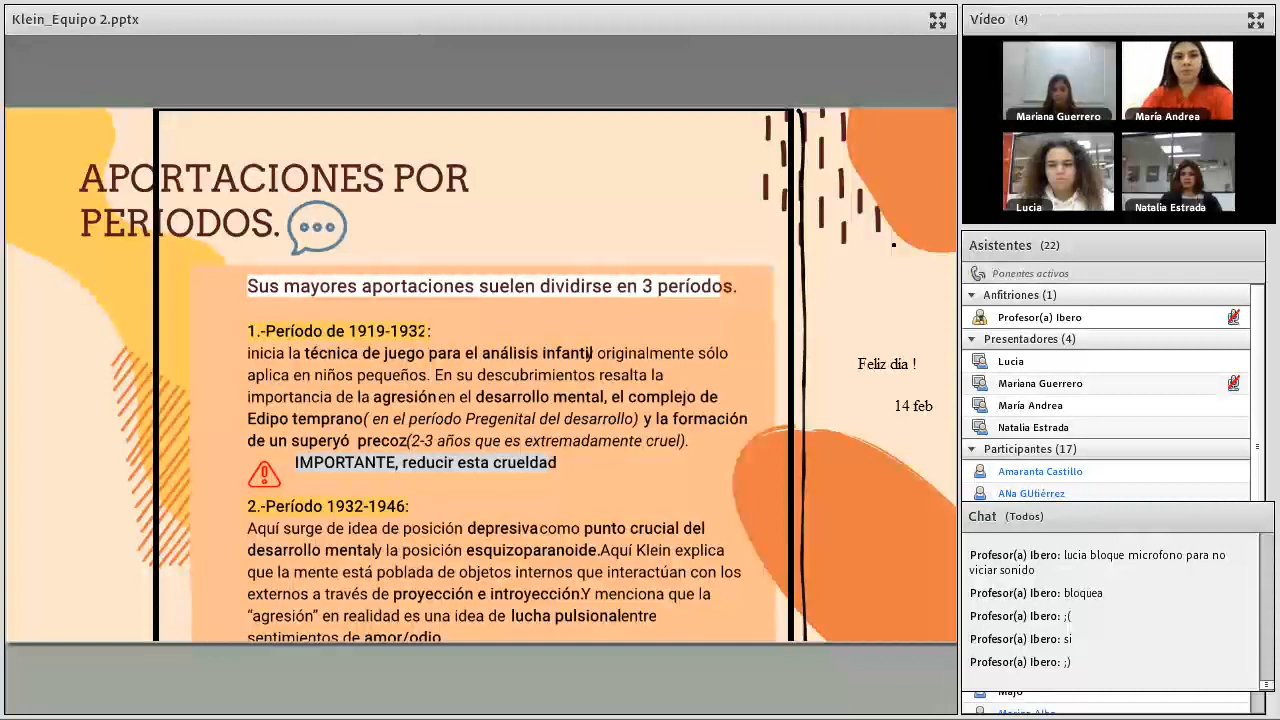 Klein_Equipo 2.pptx
APORTACIONES POR
PERIODOS.
Sus mayores aportaciones suelen dividirse en 3 períodos.
1.-Período de 1919-1932:
inicia la técnica de juego para el análisis infantil originalmente sólo
aplica en niños pequeños. En su descubrimientos resalta la
importancia de la agresión en el desarrollo mental, el complejo de
Edipo temprano( en el período Pregenital del desarrollo) y la formación
de un superyó precoz(2-3 años que es extremadamente cruel).
IMPORTANTE, reducir esta crueldad
2.-Período 1932-1946:
Aquí surge de idea de posición depresiva como punto crucial del
desarrollo mental y la posición esquizoparanoide. Aquí Klein explica
que la mente está poblada de objetos internos que interactúan con los
externos a través de proyección e introyección. Y menciona que la
“agresión” en realidad es una idea de lucha pulsional entre
sentimientos de amor/odio
Feliz día !
14 feb
Vídeo (4)
Mariana Guerrero
María Andrea
Lucia
Natalia Estrada
Asistentes (22)
Ponentes activos
Anfitriones (1)
Profesor(a) Ibero
Presentadores (4)
Lucia
Mariana Guerrero
María Andrea
Natalia Estrada
Participantes (17)
Amaranta Castillo
ANa GUtiérrez
Chat (Todos)
Profesor(a) Ibero: lucia bloque microfono para no
viciar sonido
Profesor(a) Ibero: bloquea
Profesor(a) Ibero: ;(
Profesor(a) Ibero: si
Profesor(a) Ibero: ;)
Majo